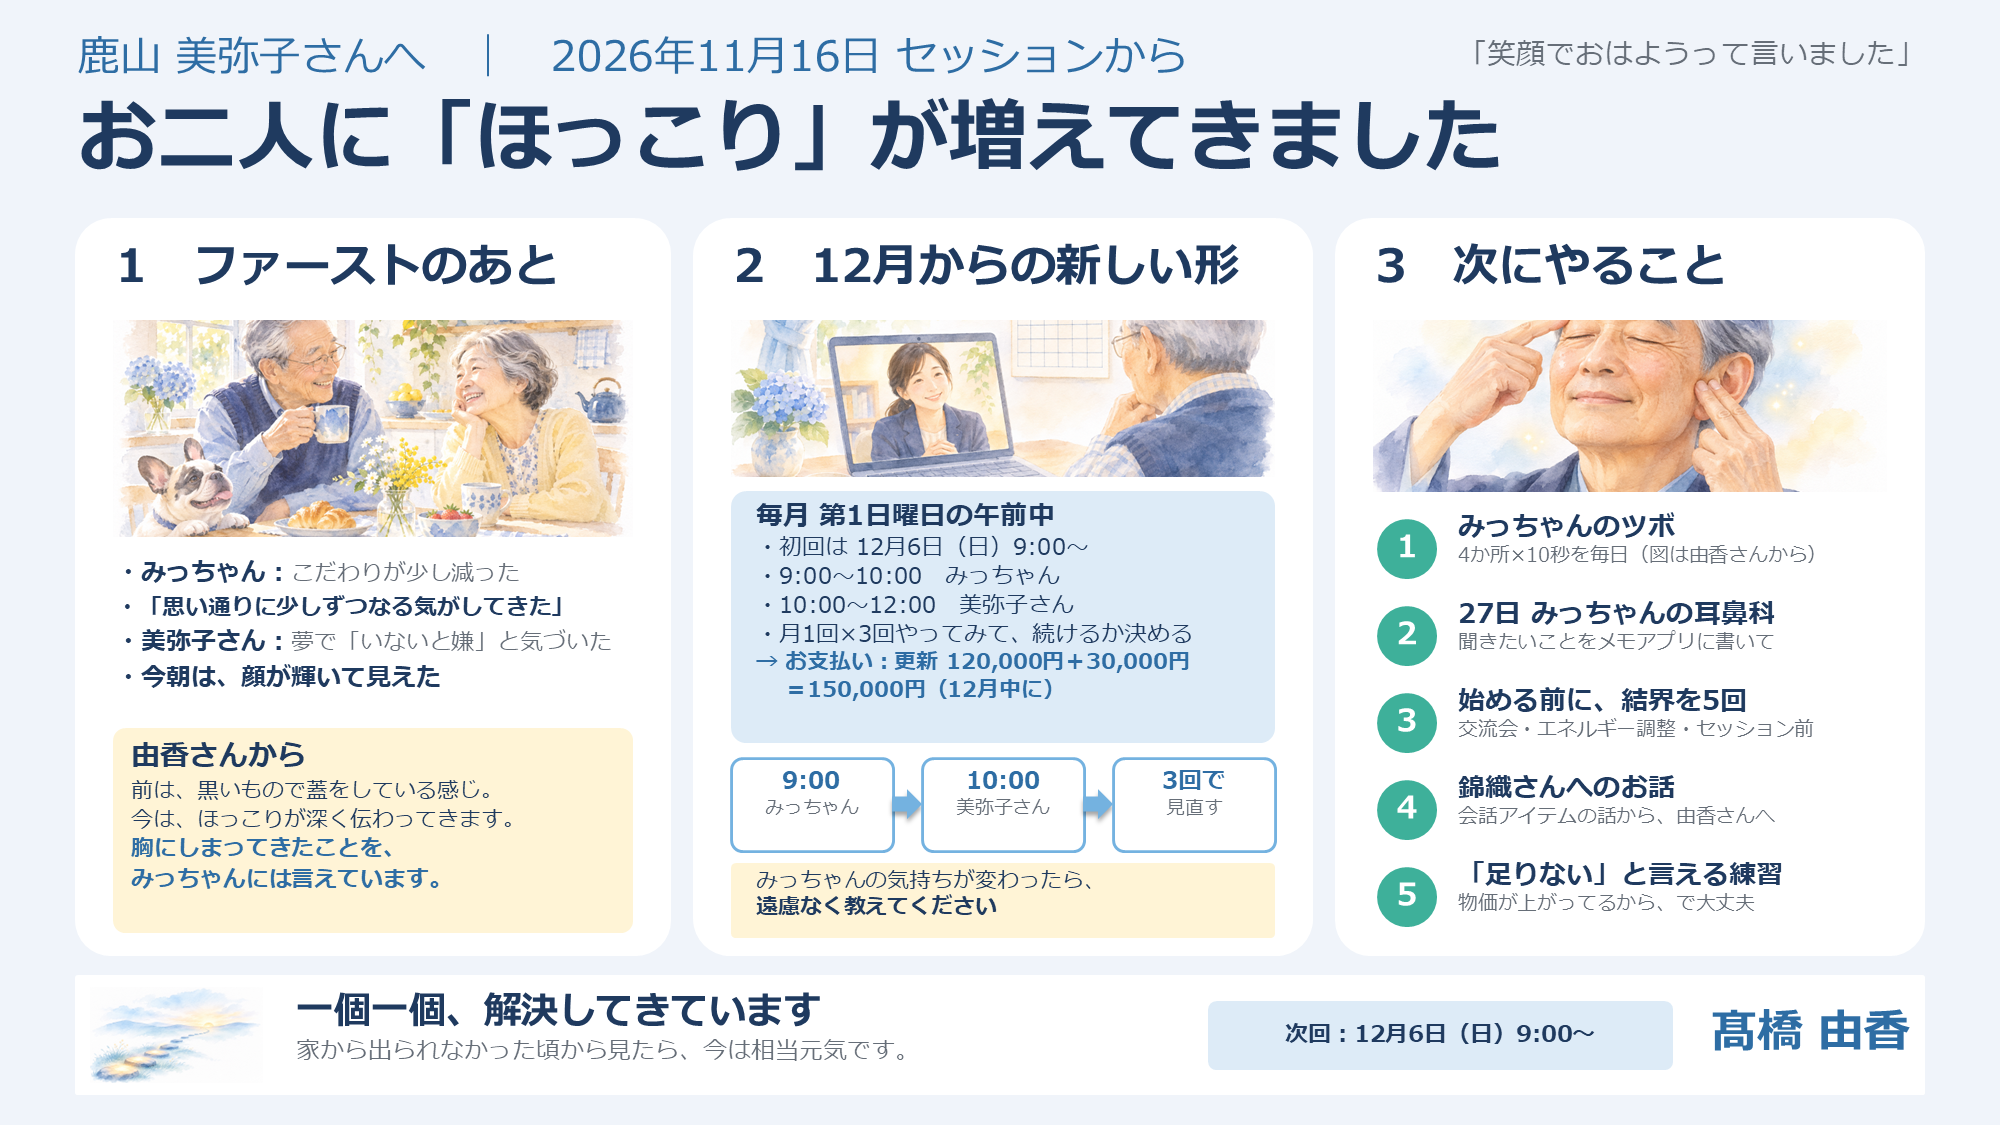 鹿山 美弥子さんへ ｜ 2026年11月16日 セッションから
「笑顔でおはようって言いました」
お二人に「ほっこり」が増えてきました
1 ファーストのあと
・みっちゃん：こだわりが少し減った
・「思い通りに少しずつなる気がしてきた」
・美弥子さん：夢で「いないと嫌」と気づいた
・今朝は、顔が輝いて見えた
由香さんから
前は、黒いもので蓋をしている感じ。
今は、ほっこりが深く伝わってきます。
胸にしまってきたことを、
みっちゃんには言えています。
2 12月からの新しい形
毎月 第1日曜日の午前中
・初回は 12月6日（日）9:00～
・9:00～10:00 みっちゃん
・10:00～12:00 美弥子さん
・月1回×3回やってみて、続けるか決める
→ お支払い：更新 120,000円＋30,000円
＝150,000円（12月中に）
9:00
みっちゃん
10:00
美弥子さん
3回で
見直す
みっちゃんの気持ちが変わったら、
遠慮なく教えてください
3 次にやること
1
みっちゃんのツボ
4か所×10秒を毎日（図は由香さんから）
2
27日 みっちゃんの耳鼻科
聞きたいことをメモアプリに書いて
3
始める前に、結界を5回
交流会・エネルギー調整・セッション前
4
錦織さんへのお話
会話アイテムの話から、由香さんへ
5
「足りない」と言える練習
物価が上がってるから、で大丈夫
一個一個、解決してきています
家から出られなかった頃から見たら、今は相当元気です。
次回：12月6日（日）9:00～
髙橋 由香